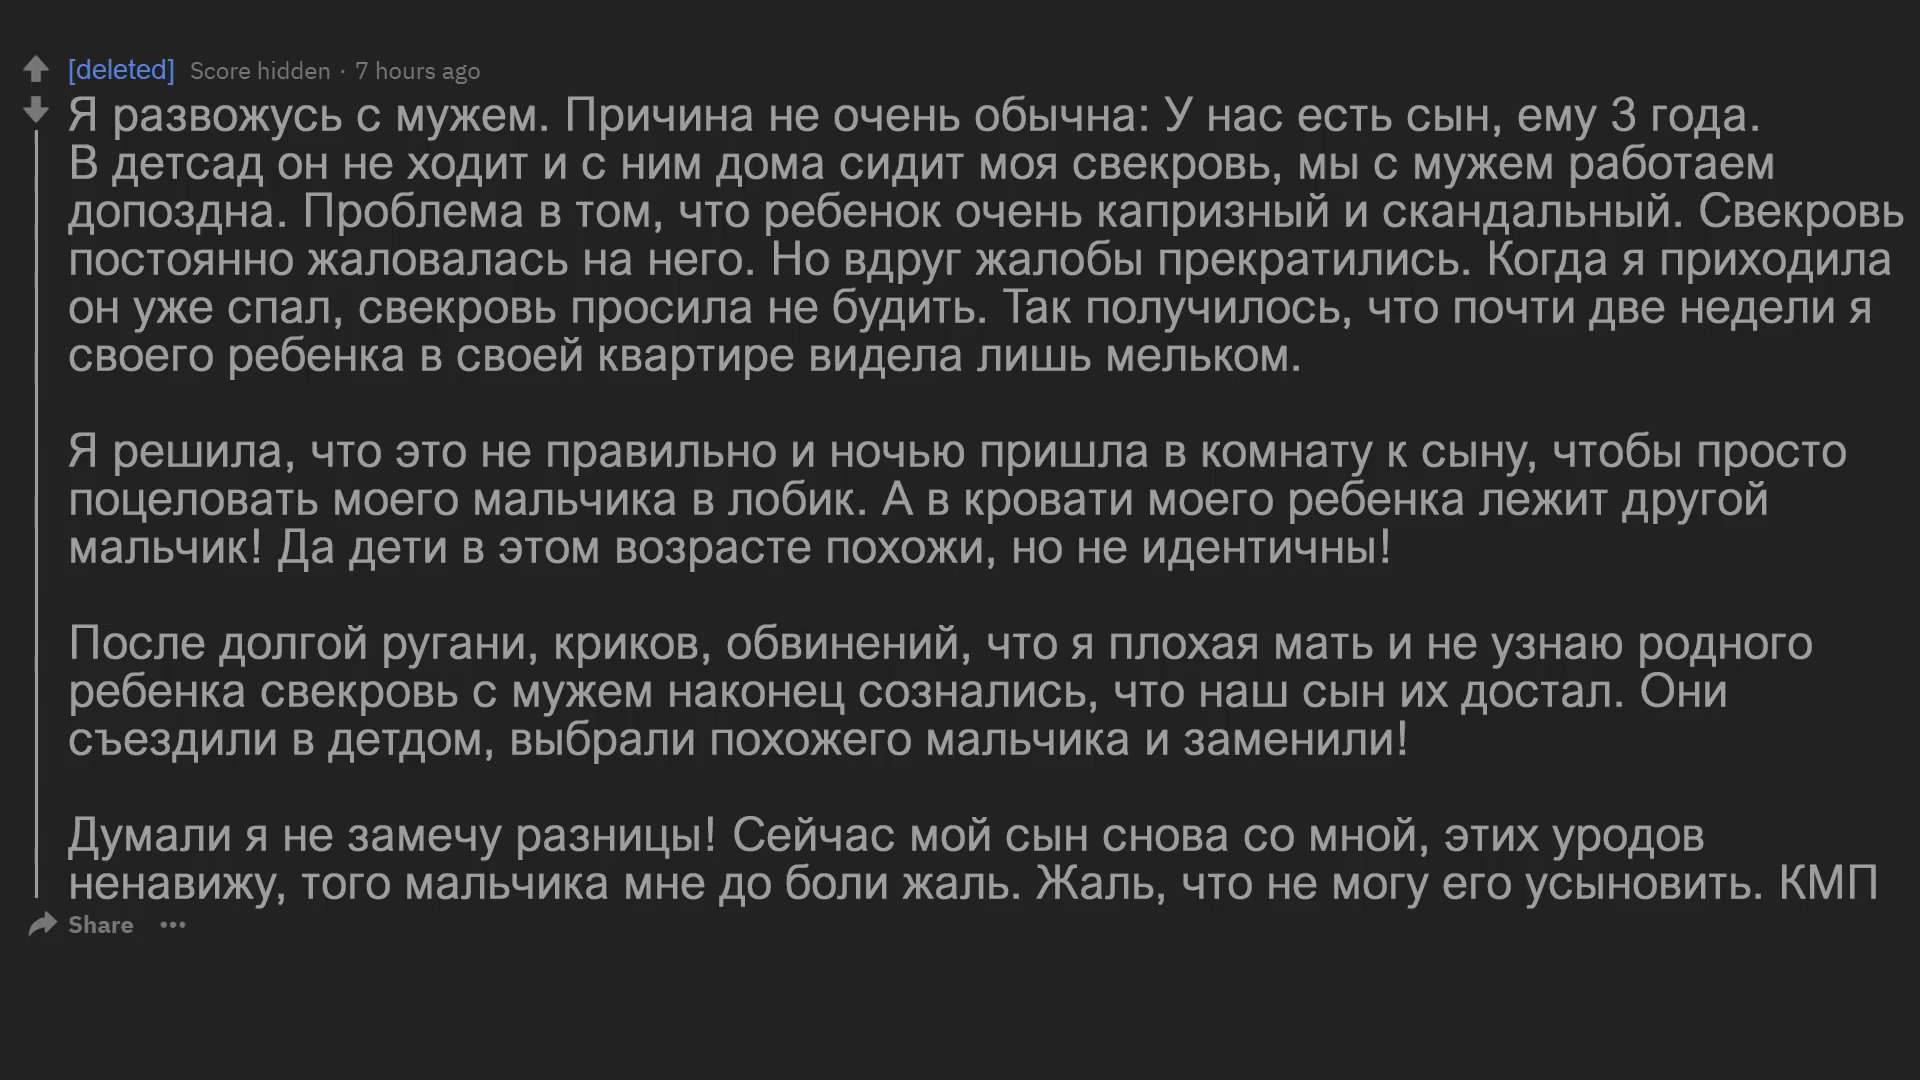 [deleted] Score hidden · 7 hours ago
Я развожусь с мужем. Причина не очень обычна: У нас есть сын, ему 3 года.
В детсад он не ходит и с ним дома сидит моя свекровь, мы с мужем работаем
допоздна. Проблема в том, что ребенок очень капризный и скандальный. Свекровь
постоянно жаловалась на него. Но вдруг жалобы прекратились. Когда я приходила
он уже спал, свекровь просила не будить. Так получилось, что почти две недели я
своего ребенка в своей квартире видела лишь мельком.
Я решила, что это не правильно и ночью пришла в комнату к сыну, чтобы просто
поцеловать моего мальчика в лобик. А в кровати моего ребенка лежит другой
мальчик! Да дети в этом возрасте похожи, но не идентичны!
После долгой ругани, криков, обвинений, что я плохая мать и не узнаю родного
ребенка свекровь с мужем наконец сознались, что наш сын их достал. Они
съездили в детдом, выбрали похожего мальчика и заменили!
Думали я не замечу разницы! Сейчас мой сын снова со мной, этих уродов
ненавижу, того мальчика мне до боли жаль. Жаль, что не могу его усыновить. КМП
Share ···